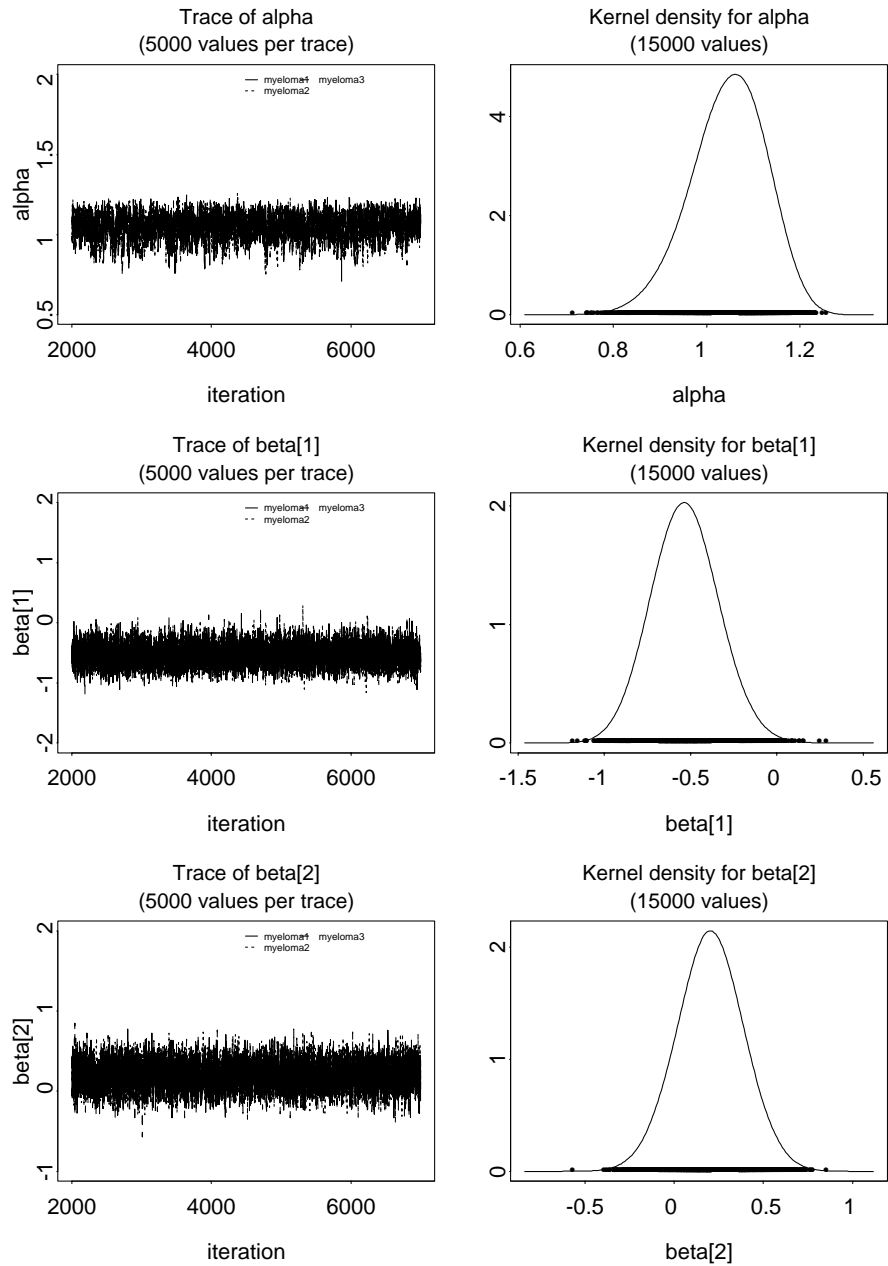 Trace of alpha
(5000 values per trace)
myeloma1 myeloma3
myeloma2
2
1.5
1
0.5
alpha
2000 4000 6000
iteration
Kernel density for alpha
(15000 values)
4
2
0
0.6 0.8 1 1.2
alpha
Trace of beta[1]
(5000 values per trace)
myeloma1 myeloma3
myeloma2
2
1
0
-1
-2
beta[1]
2000 4000 6000
iteration
Kernel density for beta[1]
(15000 values)
2
1
0
-1.5 -1 -0.5 0 0.5
beta[1]
Trace of beta[2]
(5000 values per trace)
myeloma1 myeloma3
myeloma2
2
1
0
-1
beta[2]
2000 4000 6000
iteration
Kernel density for beta[2]
(15000 values)
2
1
0
-0.5 0 0.5 1
beta[2]